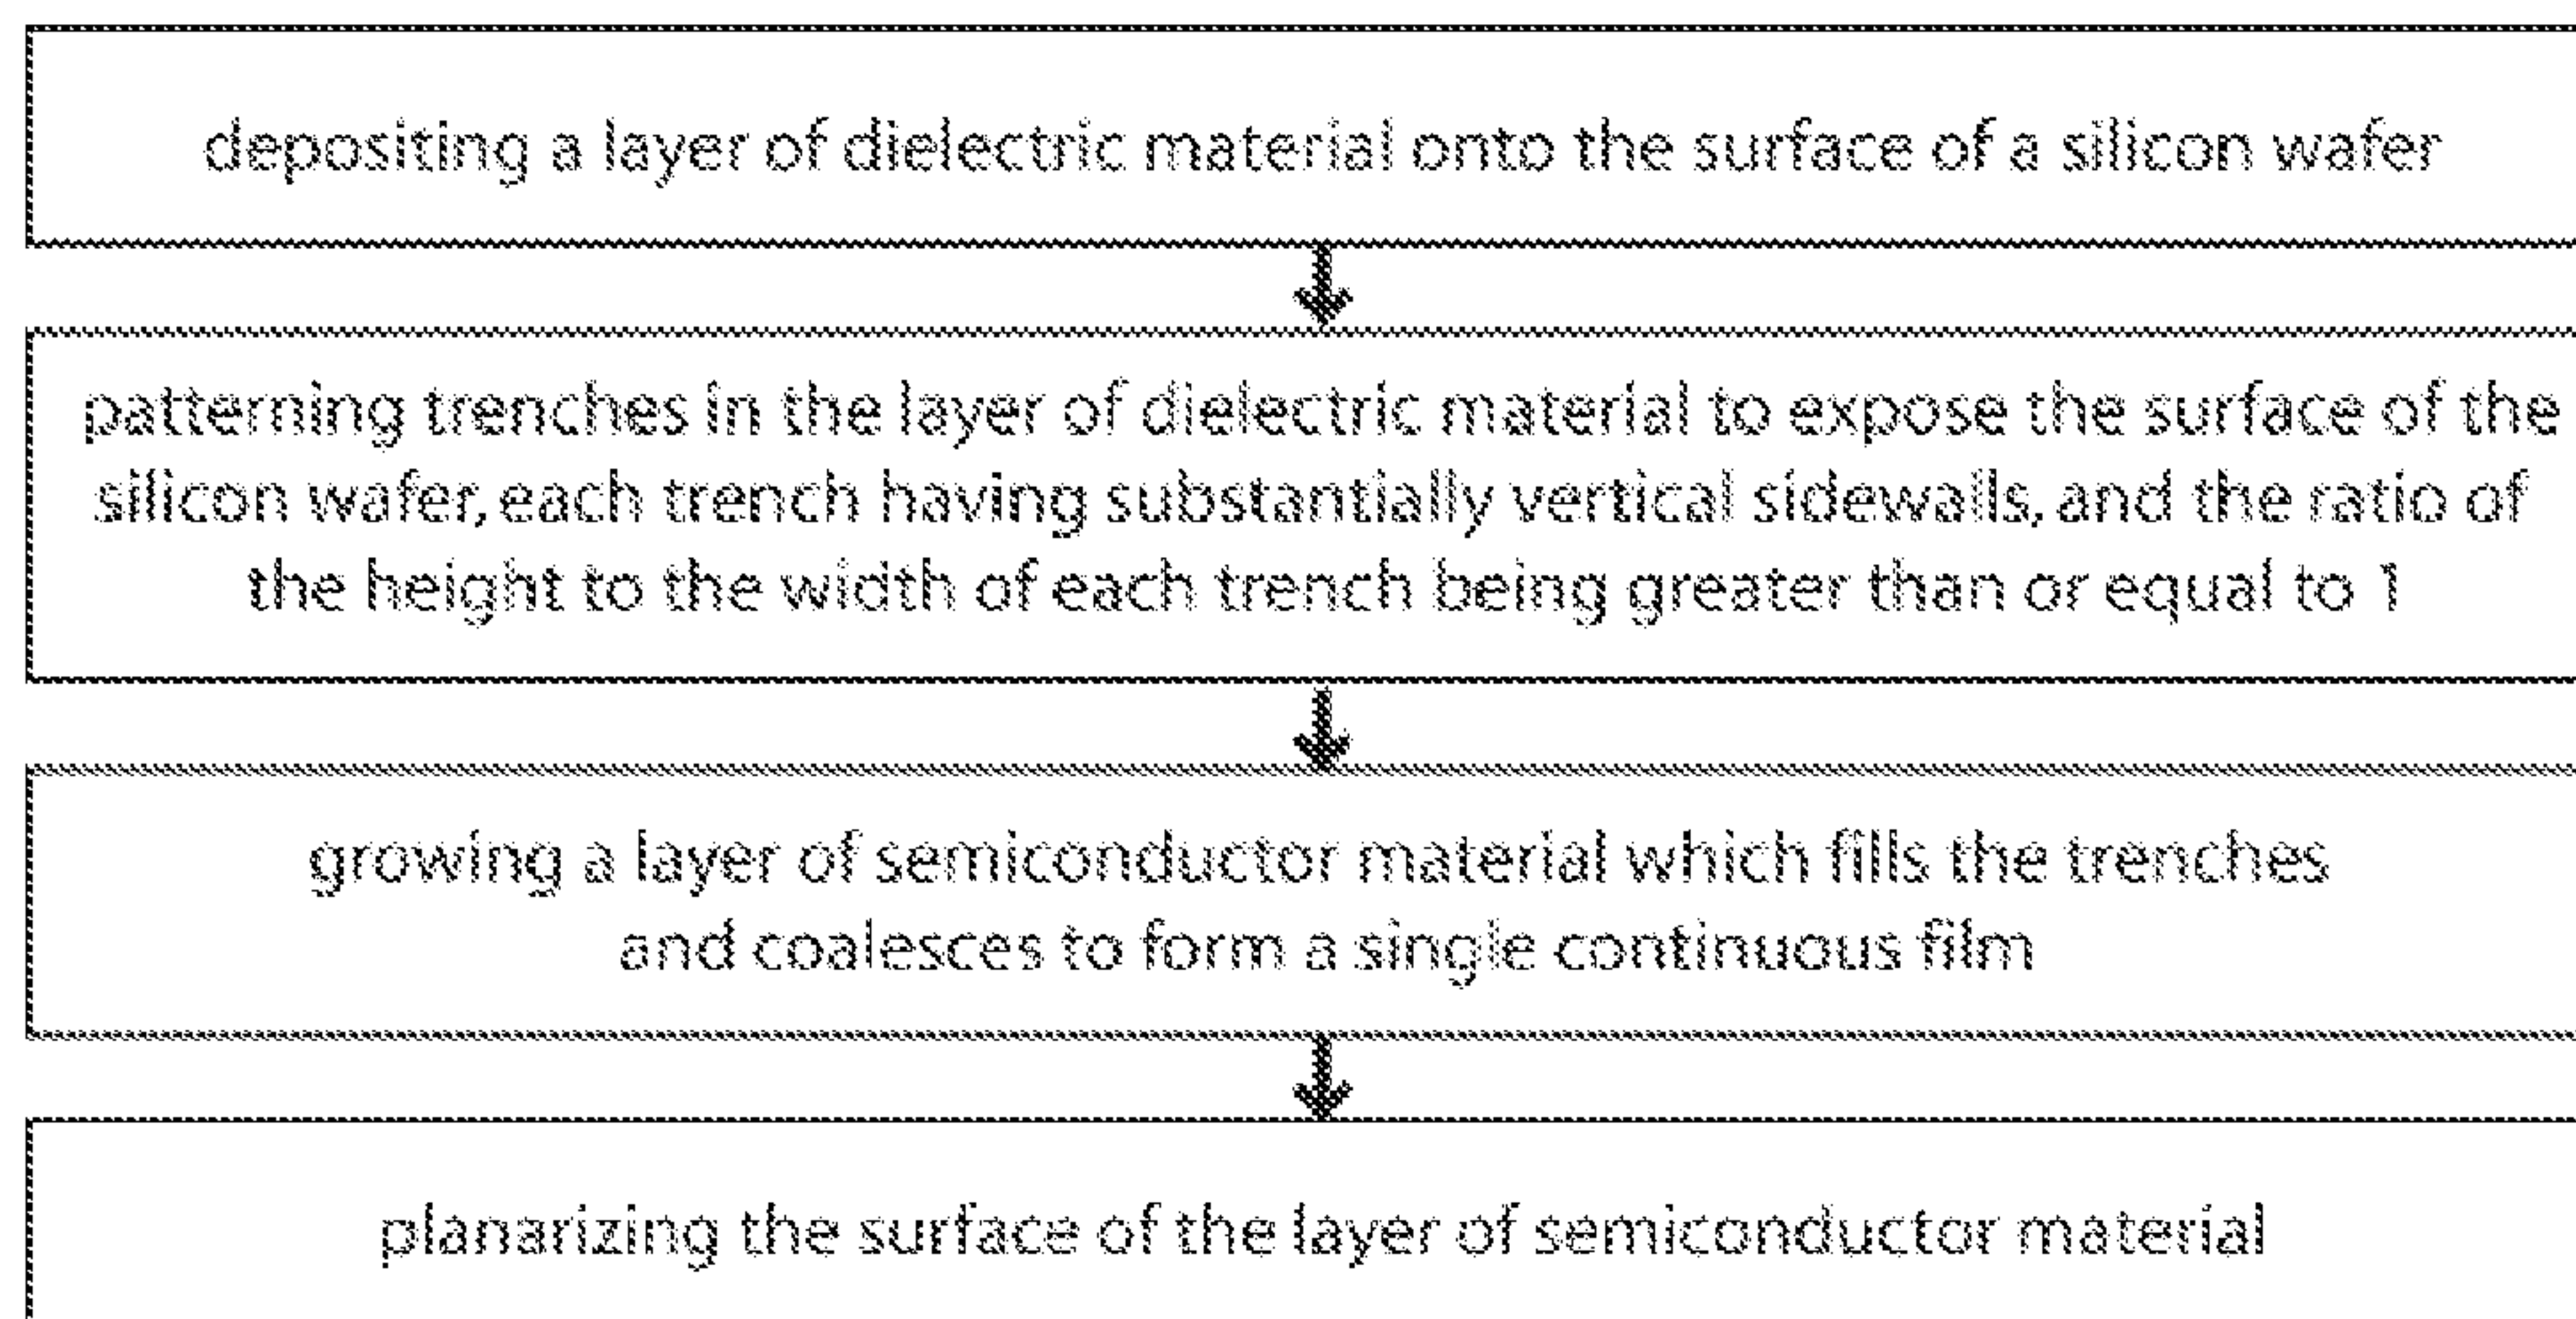 depositing a layer of dielectric material onto the surface of a silicon wafer
patterning trenches in the layer of dielectric material to expose the surface of the
silicon wafer, each trench having substantially vertical sidewalls, and the ratio of
the height to the width of each trench being greater than or equal to 1
growing a layer of semiconductor material which fills the trenches
and coalesces to form a single continuous film
planarizing the surface of the layer of semiconductor material